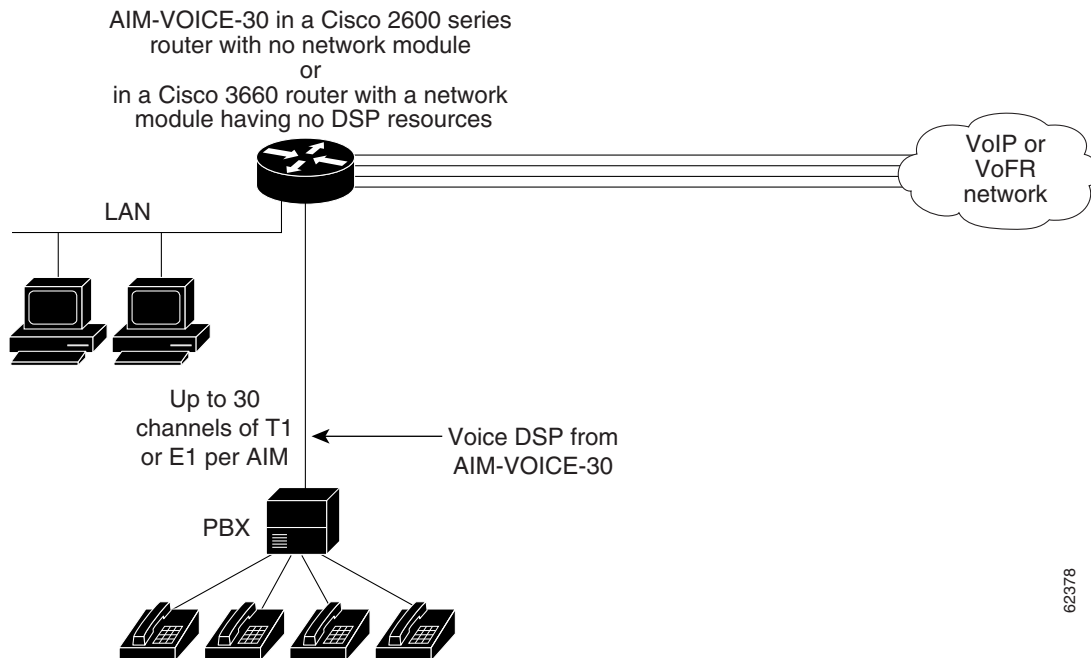 AIM-VOICE-30 in a Cisco 2600 series
router with no network module
or
in a Cisco 3660 router with a network
module having no DSP resources
VoIP or
VoFR
network
LAN
Up to 30
channels of T1
or E1 per AIM
Voice DSP from
AIM-VOICE-30
PBX
62378